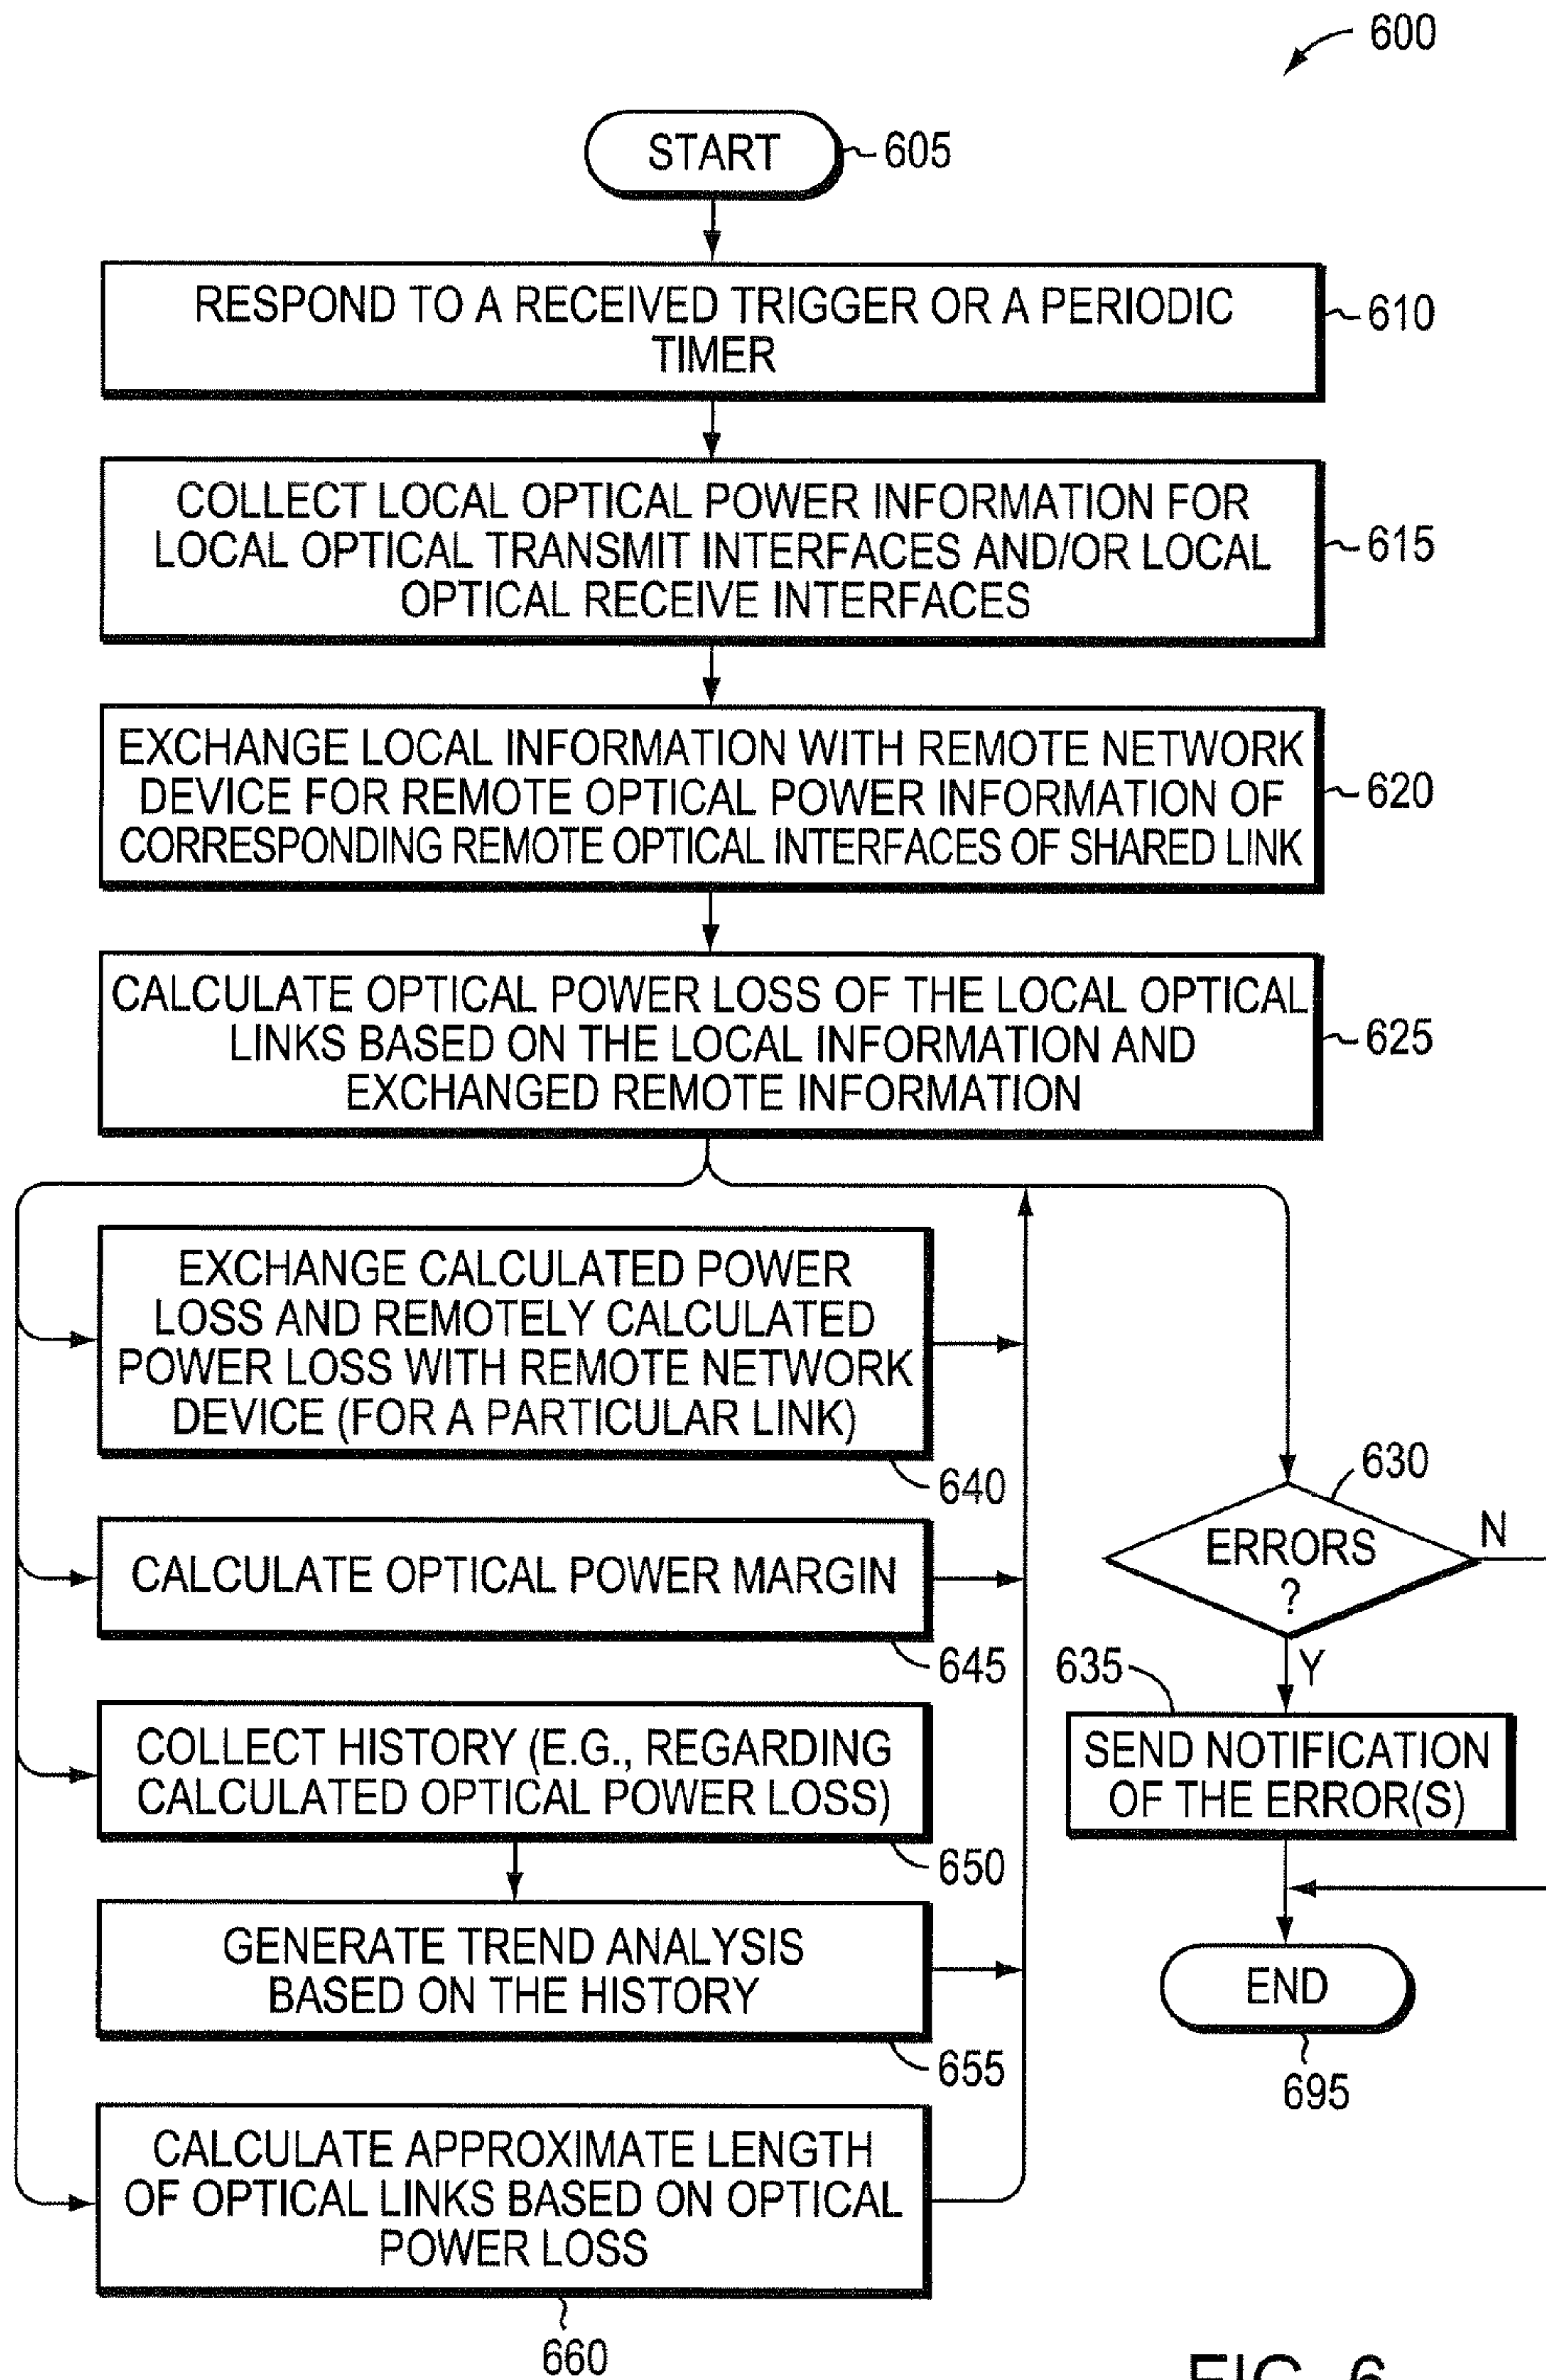 600
START
605
RESPOND TO A RECEIVED TRIGGER OR A PERIODIC
TIMER
610
COLLECT LOCAL OPTICAL POWER INFORMATION FOR
LOCAL OPTICAL TRANSMIT INTERFACES AND/OR LOCAL
OPTICAL RECEIVE INTERFACES
615
EXCHANGE LOCAL INFORMATION WITH REMOTE NETWORK
DEVICE FOR REMOTE OPTICAL POWER INFORMATION OF
CORRESPONDING REMOTE OPTICAL INTERFACES OF SHARED LINK
620
CALCULATE OPTICAL POWER LOSS OF THE LOCAL OPTICAL
LINKS BASED ON THE LOCAL INFORMATION AND
EXCHANGED REMOTE INFORMATION
625
EXCHANGE CALCULATED POWER
LOSS AND REMOTELY CALCULATED
POWER LOSS WITH REMOTE NETWORK
DEVICE (FOR A PARTICULAR LINK)
640
CALCULATE OPTICAL POWER MARGIN
645
COLLECT HISTORY (E.G., REGARDING
CALCULATED OPTICAL POWER LOSS)
650
GENERATE TREND ANALYSIS
BASED ON THE HISTORY
655
CALCULATE APPROXIMATE LENGTH
OF OPTICAL LINKS BASED ON OPTICAL
POWER LOSS
660
630
ERRORS
?
N
Y
635
SEND NOTIFICATION
OF THE ERROR(S)
END
695
FIG. 6